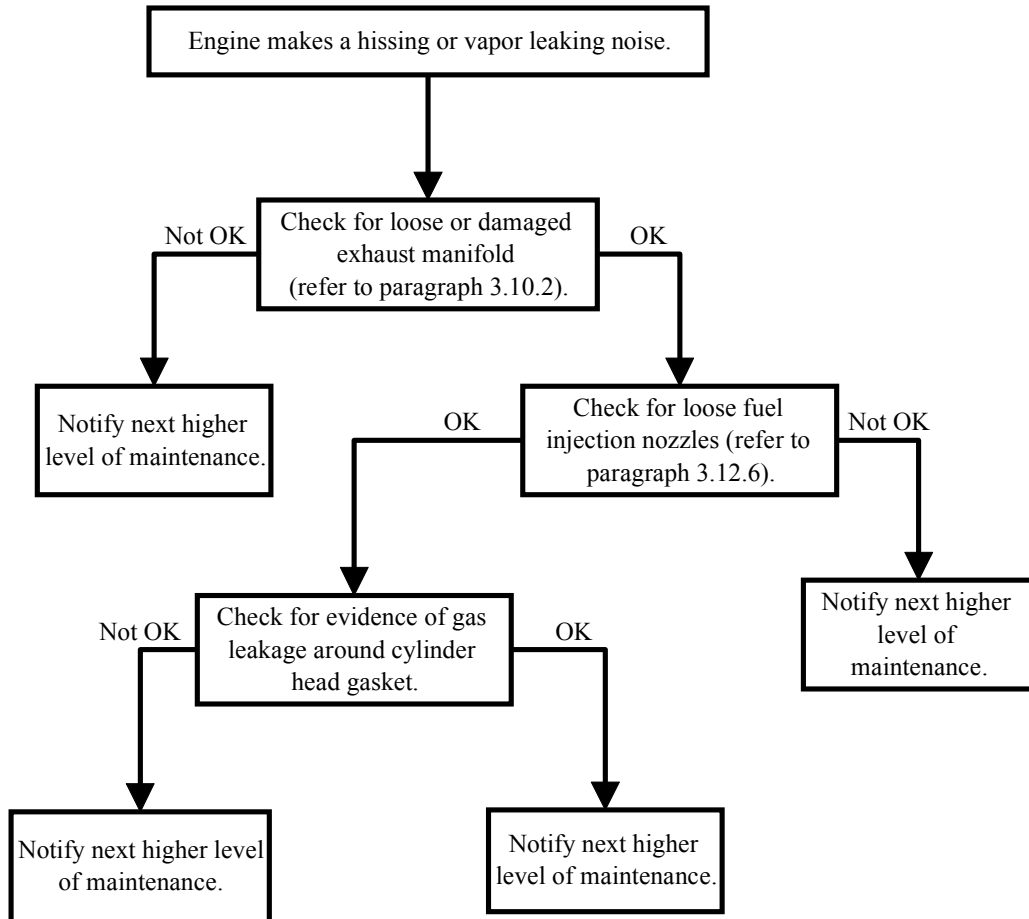 Engine makes a hissing or vapor leaking noise.
Check for loose or damaged
exhaust manifold
(refer to paragraph 3.10.2).
Not OK
OK
Notify next higher
level of maintenance.
Check for loose fuel
injection nozzles (refer to
paragraph 3.12.6).
OK
Not OK
Check for evidence of gas
leakage around cylinder
head gasket.
Not OK
OK
Notify next higher
level of
maintenance.
Notify next higher level
of maintenance.
Notify next higher
level of maintenance.